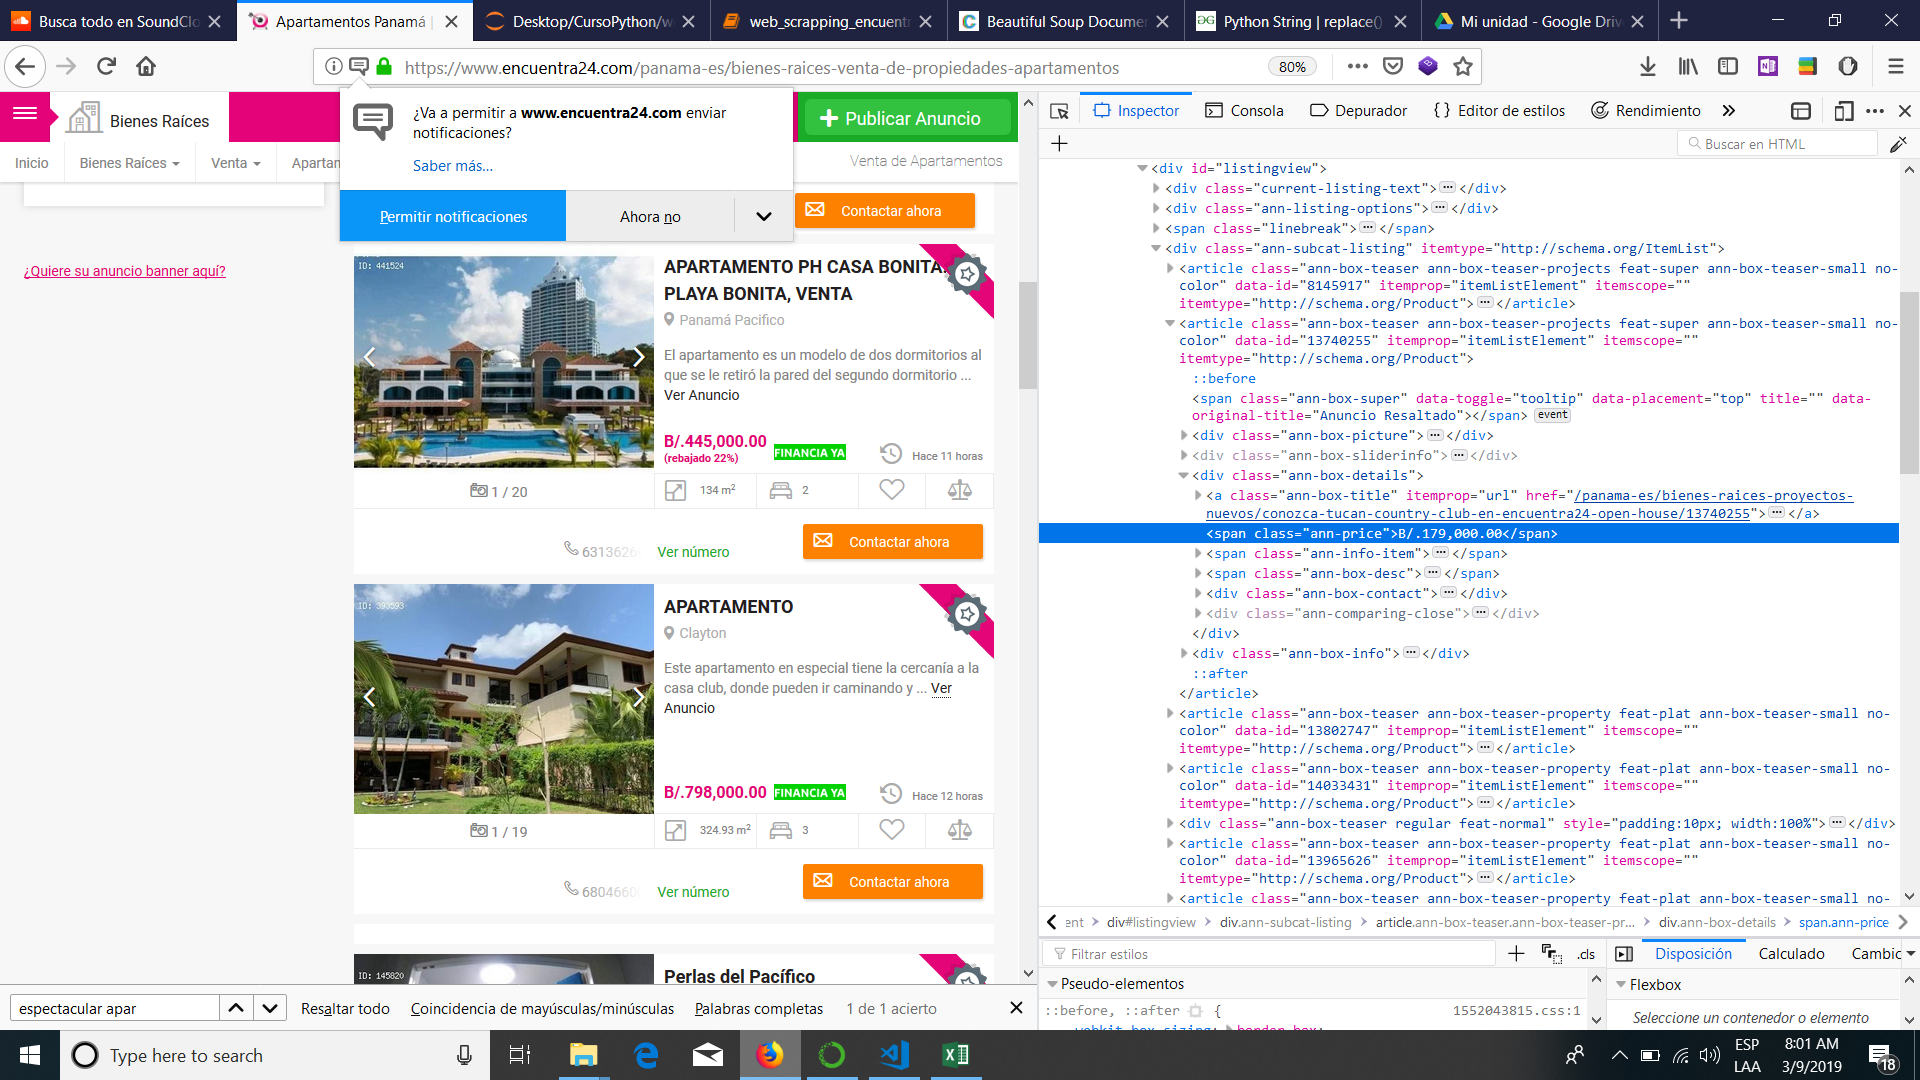 Busca todo en SoundClo
Apartamentos Panamá |
Desktop/CursoPython/w
web_scrapping_encuentr
Beautiful Soup Documen
Python String | replace()
Mi unidad - Google Driv
https://www.encuentra24.com/panama-es/bienes-raices-venta-de-propiedades-apartamentos
80%
¿Va a permitir a www.encuentra24.com enviar
notificaciones?
Saber más...
Permitir notificaciones
Ahora no
Bienes Raíces
Publicar Anuncio
Inicio
Bienes Raíces
Venta
Apartan
Venta de Apartamentos
Contactar ahora
¿Quiere su anuncio banner aquí?
ID: 441524
APARTAMENTO PH CASA BONITA.
PLAYA BONITA, VENTA
Panamá Pacifico
El apartamento es un modelo de dos dormitorios al
que se le retiró la pared del segundo dormitorio ...
Ver Anuncio
B/.445,000.00
(rebajado 22%)
FINANCIA YA
Hace 11 horas
1 / 20
134 m²
2
6313626
Ver número
Contactar ahora
ID: 393593
APARTAMENTO
Clayton
Este apartamento en especial tiene la cercanía a la
casa club, donde pueden ir caminando y ... Ver
Anuncio
B/.798,000.00
FINANCIA YA
Hace 12 horas
1 / 19
324.93 m²
3
6804660
Ver número
Contactar ahora
ID: 145820
Perlas del Pacífico
espectacular apar
Resaltar todo
Coincidencia de mayúsculas/minúsculas
Palabras completas
1 de 1 acierto
Inspector
Consola
Depurador
{} Editor de estilos
Rendimiento
Buscar en HTML
<div id="listingview">
<div class="current-listing-text"></div>
<div class="ann-listing-options"></div>
<span class="linebreak"></span>
<div class="ann-subcat-listing" itemtype="http://schema.org/ItemList">
<article class="ann-box-teaser ann-box-teaser-projects feat-super ann-box-teaser-small no-
color" data-id="8145917" itemprop="itemListElement" itemscope=""
itemtype="http://schema.org/Product"></article>
<article class="ann-box-teaser ann-box-teaser-projects feat-super ann-box-teaser-small no-
color" data-id="13740255" itemprop="itemListElement" itemscope=""
itemtype="http://schema.org/Product">
::before
<span class="ann-box-super" data-toggle="tooltip" data-placement="top" title="" data-
original-title="Anuncio Resaltado"></span> event
<div class="ann-box-picture"></div>
<div class="ann-box-sliderinfo"></div>
<div class="ann-box-details">
<a class="ann-box-title" itemprop="url" href="/panama-es/bienes-raices-proyectos-
nuevos/conozca-tucan-country-club-en-encuentra24-open-house/13740255"></a>
<span class="ann-price">B/.179,000.00</span>
<span class="ann-info-item"></span>
<span class="ann-box-desc"></span>
<div class="ann-box-contact"></div>
<div class="ann-comparing-close"></div>
</div>
<div class="ann-box-info"></div>
::after
</article>
<article class="ann-box-teaser ann-box-teaser-property feat-plat ann-box-teaser-small no-
color" data-id="13802747" itemprop="itemListElement" itemscope=""
itemtype="http://schema.org/Product"></article>
<article class="ann-box-teaser ann-box-teaser-property feat-plat ann-box-teaser-small no-
color" data-id="14033431" itemprop="itemListElement" itemscope=""
itemtype="http://schema.org/Product"></article>
<div class="ann-box-teaser regular feat-normal" style="padding:10px; width:100%"></div>
<article class="ann-box-teaser ann-box-teaser-property feat-plat ann-box-teaser-small no-
color" data-id="13965626" itemprop="itemListElement" itemscope=""
itemtype="http://schema.org/Product"></article>
<article class="ann-box-teaser ann-box-teaser-property feat-plat ann-box-teaser-small no-
ent
div#listingview
div.ann-subcat-listing
article.ann-box-teaser.ann-box-teaser-pr...
div.ann-box-details
span.ann-price
Filtrar estilos
.cls
Disposición
Calculado
Cambic
Pseudo-elementos
::before, ::after {
1552043815.css:1
-webkit-box-sizing: border-box;
Flexbox
Seleccione un contenedor o elemento
Type here to search
ESP
LAA
8:01 AM
3/9/2019
18